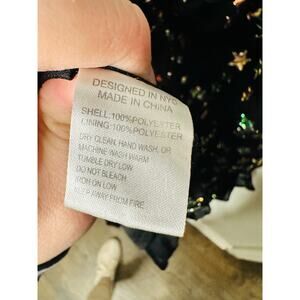 DESIGNED IN NYC
MADE IN CHINA
SHELL:100%POLYESTER
LINING:100%POLYESTER
DRY CLEAN, HAND WASH, OR
MACHINE WASH WARM
TUMBLE DRY LOW
DO NOT BLEACH
IRON ON LOW
KEEP AWAY FROM FIRE